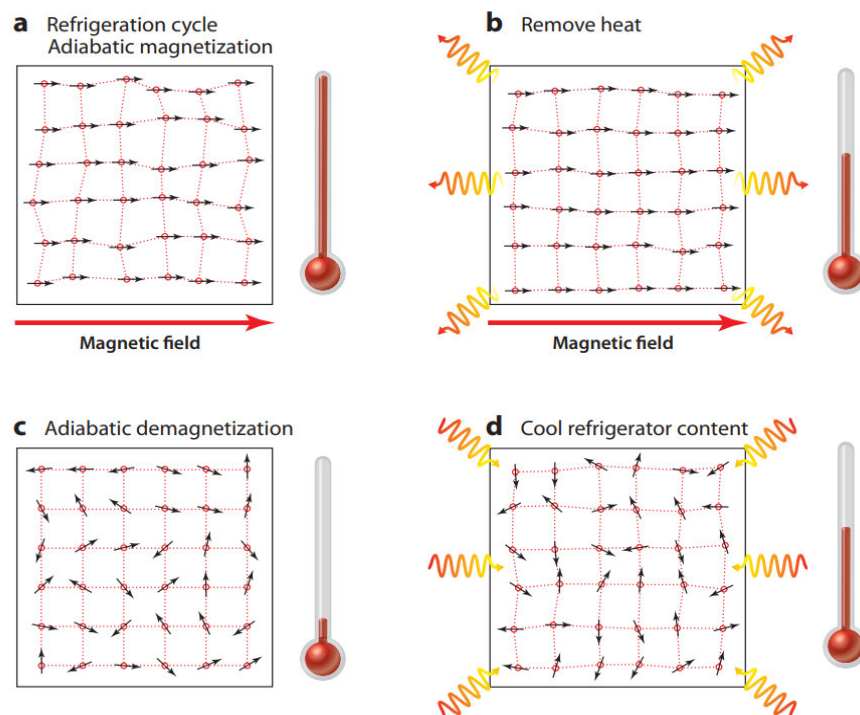 a Refrigeration cycle
Adiabatic magnetization
b Remove heat
Magnetic field
Magnetic field
c Adiabatic demagnetization
d Cool refrigerator content